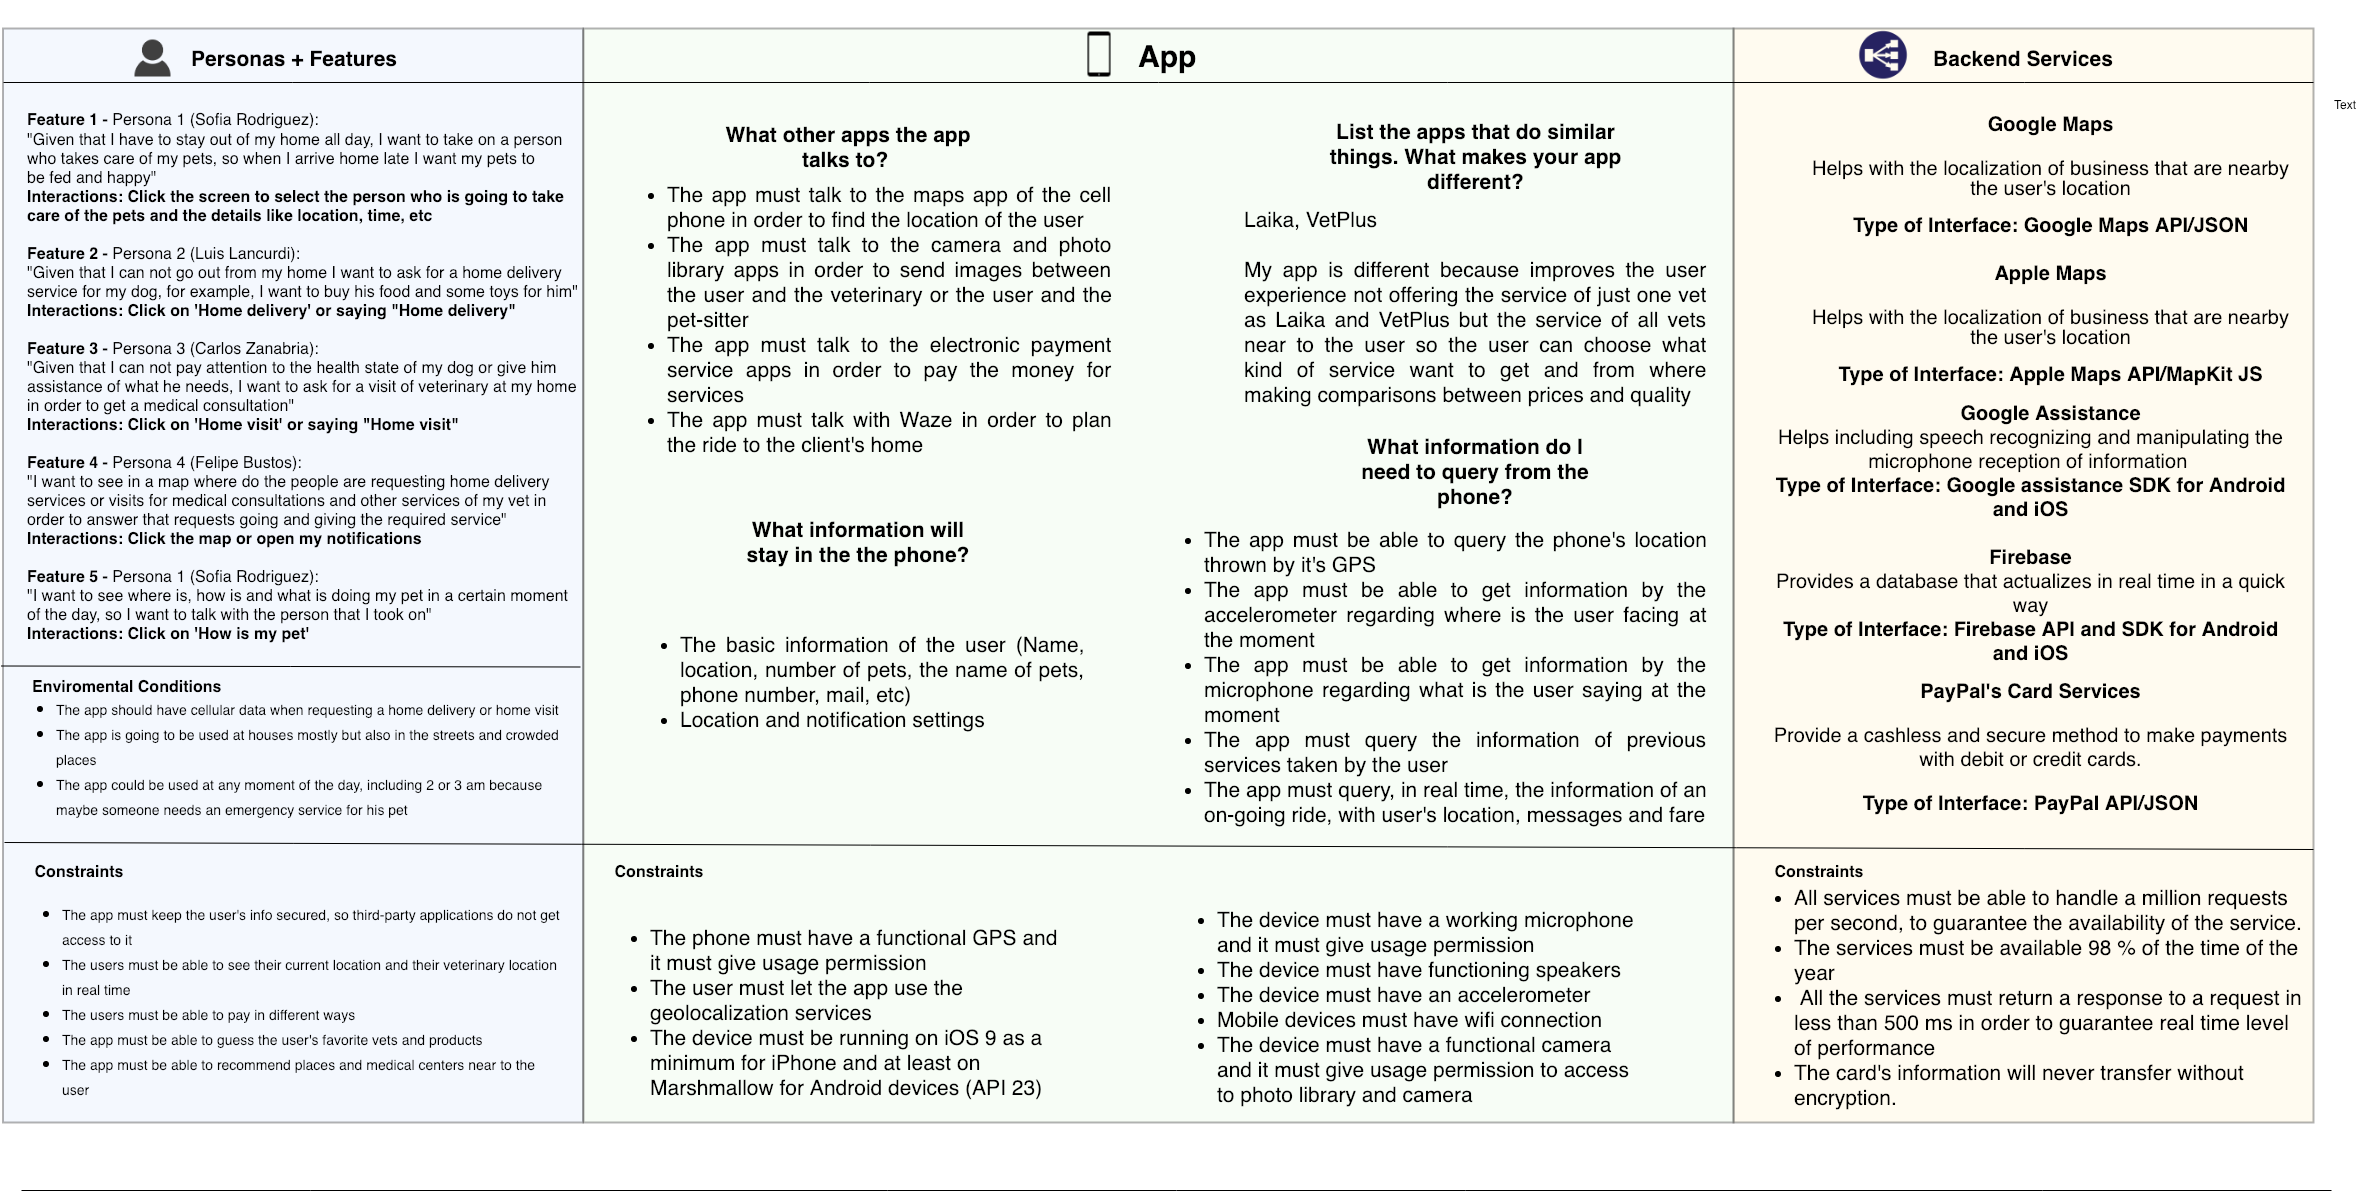 Personas + Features
Feature 1 - Persona 1 (Sofia Rodriguez):
"Given that I have to stay out of my home all day, I want to take on a person
who takes care of my pets, so when I arrive home late I want my pets to
be fed and happy"
Interactions: Click the screen to select the person who is going to take
care of the pets and the details like location, time, etc
Feature 2 - Persona 2 (Luis Lancurdi):
"Given that I can not go out from my home I want to ask for a home delivery
service for my dog, for example, I want to buy his food and some toys for him"
Interactions: Click on 'Home delivery' or saying "Home delivery"
Feature 3 - Persona 3 (Carlos Zanabria):
"Given that I can not pay attention to the health state of my dog or give him
assistance of what he needs, I want to ask for a visit of veterinary at my home
in order to get a medical consultation"
Interactions: Click on 'Home visit' or saying "Home visit"
Feature 4 - Persona 4 (Felipe Bustos):
"I want to see in a map where do the people are requesting home delivery
services or visits for medical consultations and other services of my vet in
order to answer that requests going and giving the required service"
Interactions: Click the map or open my notifications
Feature 5 - Persona 1 (Sofia Rodriguez):
"I want to see where is, how is and what is doing my pet in a certain moment
of the day, so I want to talk with the person that I took on"
Interactions: Click on 'How is my pet'
Enviromental Conditions
• The app should have cellular data when requesting a home delivery or home visit
• The app is going to be used at houses mostly but also in the streets and crowded
places
• The app could be used at any moment of the day, including 2 or 3 am because
maybe someone needs an emergency service for his pet
Constraints
• The app must keep the user's info secured, so third-party applications do not get
access to it
• The users must be able to see their current location and their veterinary location
in real time
• The users must be able to pay in different ways
• The app must be able to guess the user's favorite vets and products
• The app must be able to recommend places and medical centers near to the
user
App
What other apps the app
talks to?
• The app must talk to the maps app of the cell
phone in order to find the location of the user
• The app must talk to the camera and photo
library apps in order to send images between
the user and the veterinary or the user and the
pet-sitter
• The app must talk to the electronic payment
service apps in order to pay the money for
services
• The app must talk with Waze in order to plan
the ride to the client's home
What information will
stay in the the phone?
• The basic information of the user (Name,
location, number of pets, the name of pets,
phone number, mail, etc)
• Location and notification settings
List the apps that do similar
things. What makes your app
different?
Laika, VetPlus
My app is different because improves the user
experience not offering the service of just one vet
as Laika and VetPlus but the service of all vets
near to the user so the user can choose what
kind of service want to get and from where
making comparisons between prices and quality
What information do I
need to query from the
phone?
• The app must be able to query the phone's location
thrown by it's GPS
• The app must be able to get information by the
accelerometer regarding where is the user facing at
the moment
• The app must be able to get information by the
microphone regarding what is the user saying at the
moment
• The app must query the information of previous
services taken by the user
• The app must query, in real time, the information of an
on-going ride, with user's location, messages and fare
Constraints
• The phone must have a functional GPS and
it must give usage permission
• The user must let the app use the
geolocalization services
• The device must be running on iOS 9 as a
minimum for iPhone and at least on
Marshmallow for Android devices (API 23)
• The device must have a working microphone
and it must give usage permission
• The device must have functioning speakers
• The device must have an accelerometer
• Mobile devices must have wifi connection
• The device must have a functional camera
and it must give usage permission to access
to photo library and camera
Backend Services
Google Maps
Helps with the localization of business that are nearby
the user's location
Type of Interface: Google Maps API/JSON
Apple Maps
Helps with the localization of business that are nearby
the user's location
Type of Interface: Apple Maps API/MapKit JS
Google Assistance
Helps including speech recognizing and manipulating the
microphone reception of information
Type of Interface: Google assistance SDK for Android
and iOS
Firebase
Provides a database that actualizes in real time in a quick
way
Type of Interface: Firebase API and SDK for Android
and iOS
PayPal's Card Services
Provide a cashless and secure method to make payments
with debit or credit cards.
Type of Interface: PayPal API/JSON
Constraints
• All services must be able to handle a million requests
per second, to guarantee the availability of the service.
• The services must be available 98 % of the time of the
year
• All the services must return a response to a request in
less than 500 ms in order to guarantee real time level
of performance
• The card's information will never transfer without
encryption.
Text